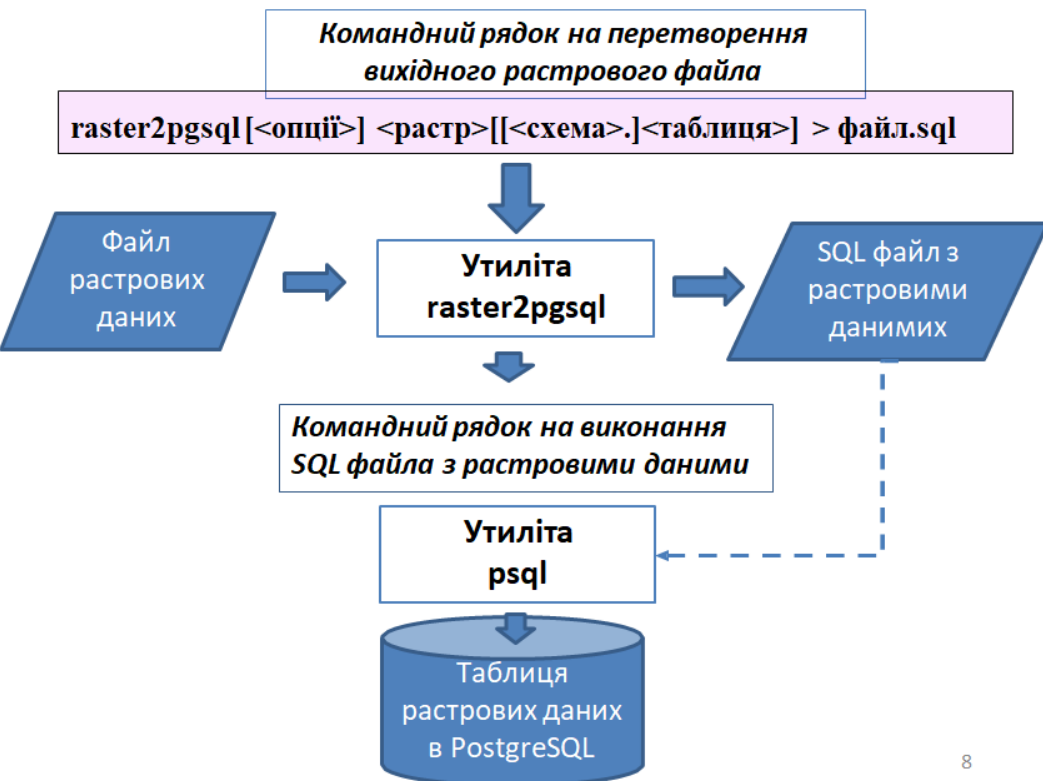 Командний рядок на перетворення
вихідного растрового файла
raster2pgsql [<опції>] <растр>[[<схема>.]<таблиця>] > файл.sql
Файл
растрових
даних
Утиліта
raster2pgsql
SQL файл з
растровими
данимих
Командний рядок на виконання
SQL файла з растровими даними
Утиліта
psql
Таблиця
растрових даних
в PostgreSQL
8